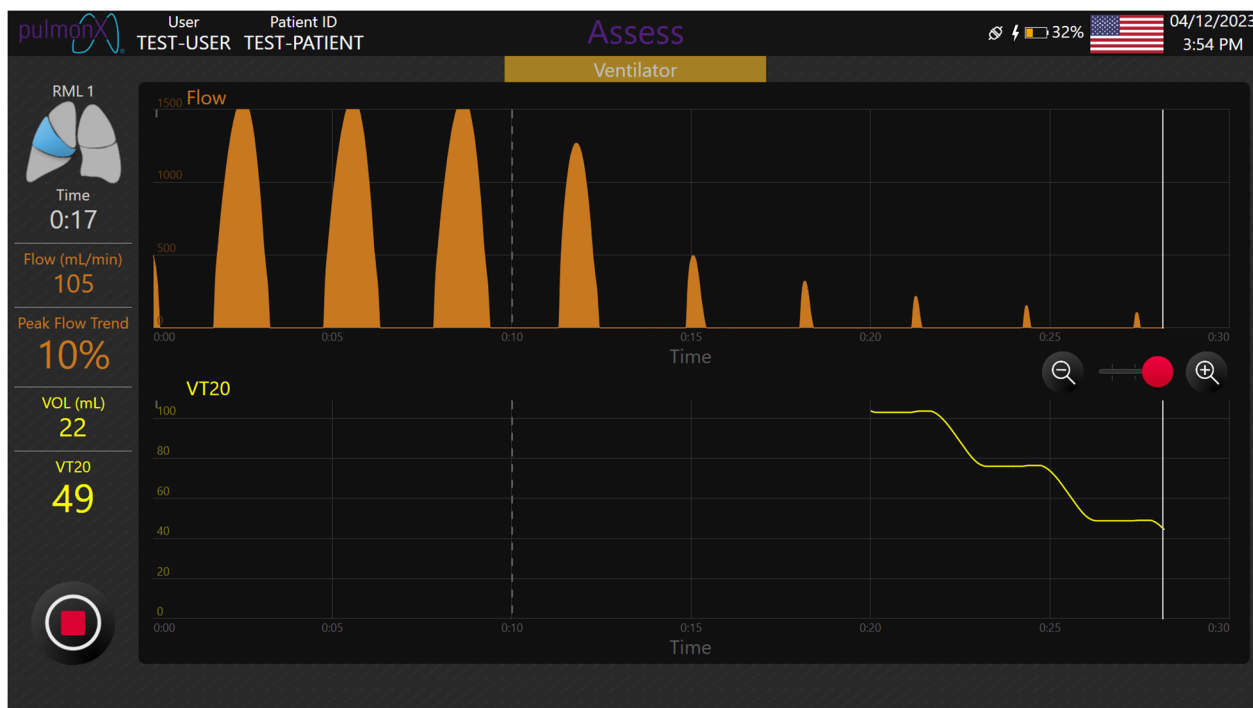 pulmonX
User
TEST-USER
Patient ID
TEST-PATIENT
Assess
32%
04/12/2023
3:54 PM
Ventilator
RML 1
Time
0:17
Flow (mL/min)
105
Peak Flow Trend
10%
VOL (mL)
22
VT20
49
Flow
1500
1000
500
0
0:00 0:05 0:10 0:15 0:20 0:25 0:30
Time
VT20
100
80
60
40
20
0
0:00 0:05 0:10 0:15 0:20 0:25 0:30
Time